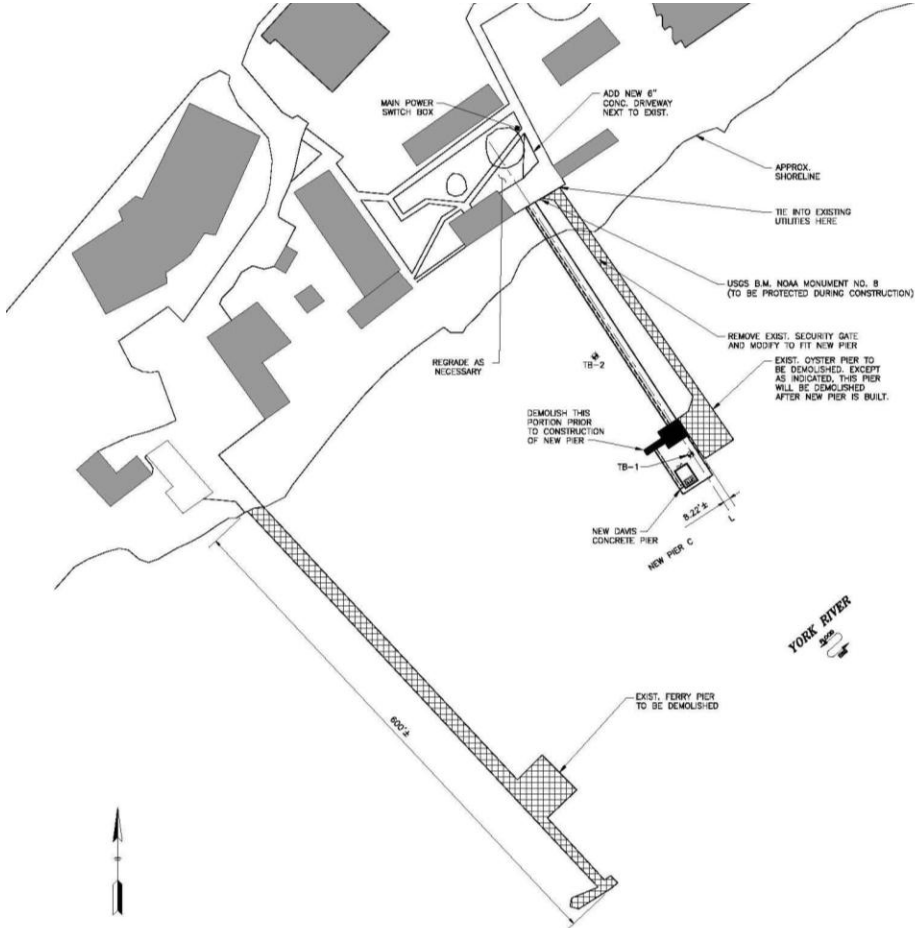 MAIN POWER
SWITCH BOX
ADD NEW 6"
CONC. DRIVEWAY
NEXT TO EXIST.
APPROX.
SHORELINE
TIE INTO EXISTING
UTILITIES HERE
USGS B.M. NOAA MONUMENT NO. 8
(TO BE PROTECTED DURING CONSTRUCTION)
REMOVE EXIST. SECURITY GATE
AND MODIFY TO FIT NEW PIER
REGRADE AS
NECESSARY
TB-2
EXIST. OYSTER PIER TO
BE DEMOLISHED. EXCEPT
AS INDICATED, THIS PIER
WILL BE DEMOLISHED
AFTER NEW PIER IS BUILT.
DEMOLISH THIS
PORTION PRIOR
TO CONSTRUCTION
OF NEW PIER
TB-1
NEW DAVIS
CONCRETE PIER
8.22'±
L
NEW PIER C
YORK RIVER
FLOOD
EXIST. FERRY PIER
TO BE DEMOLISHED
600'±